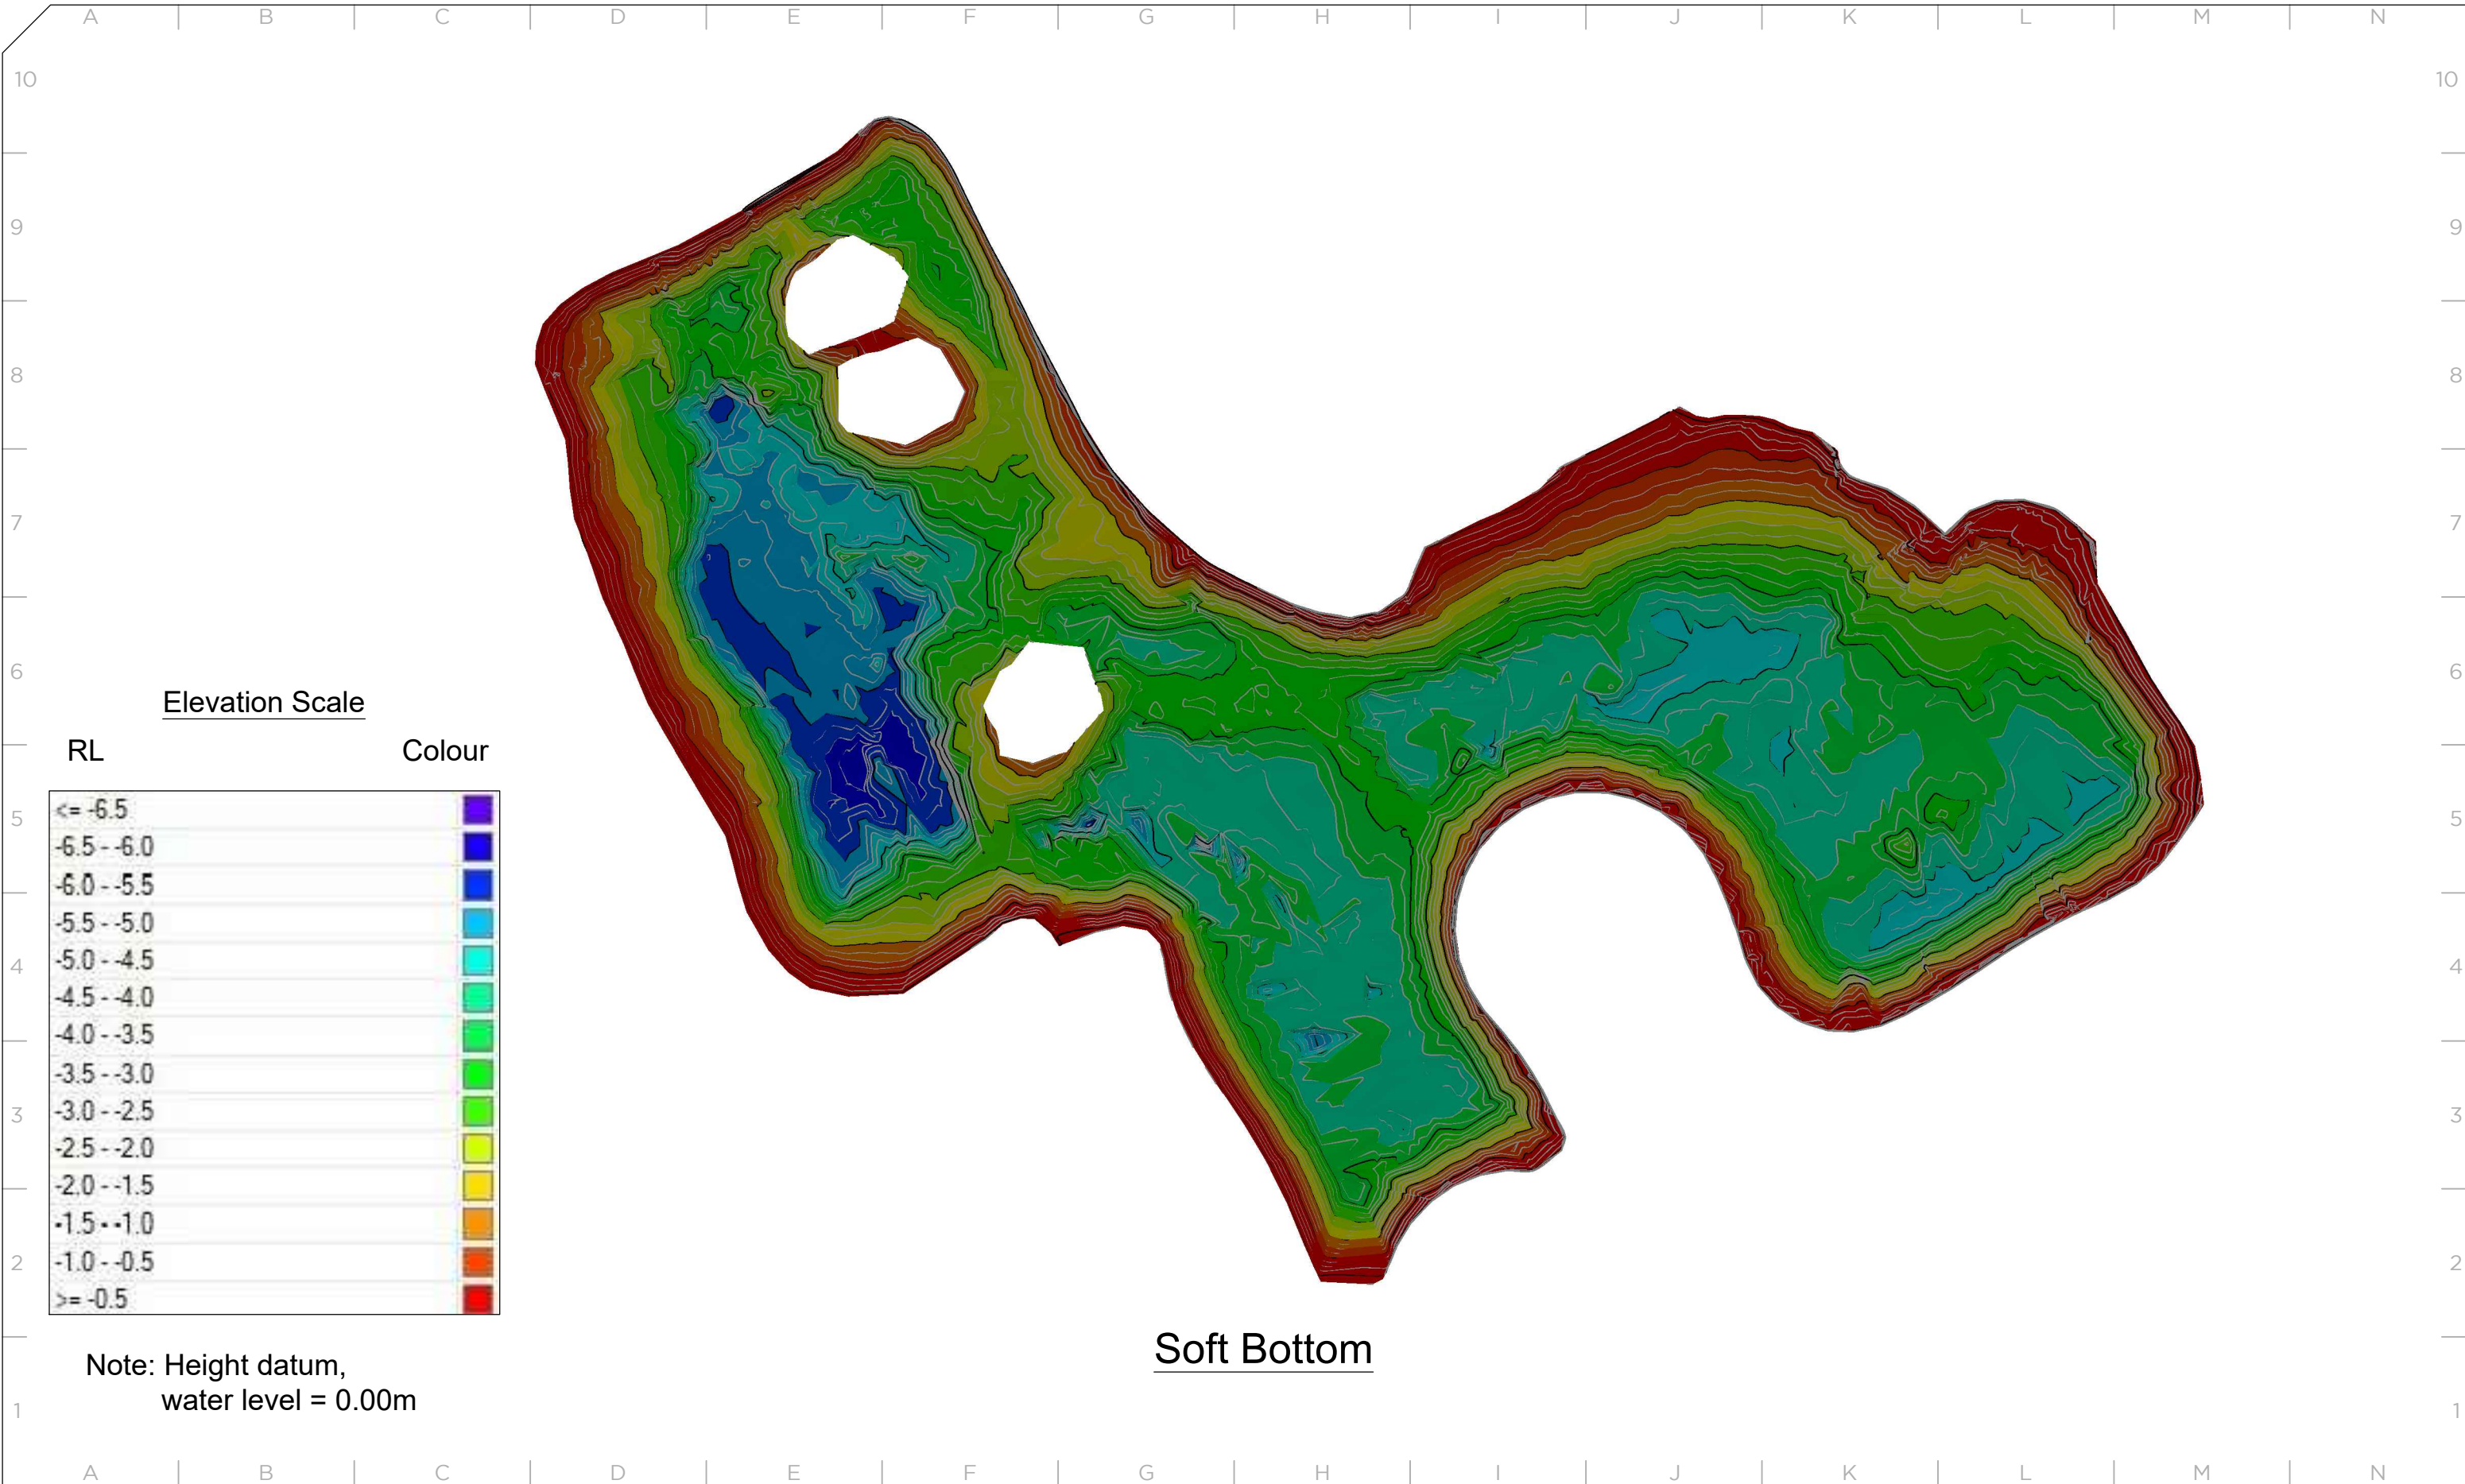 A B C D E F G H I J K L M N
10 10
9 9
8 8
7 7
6 6
Elevation Scale
RL Colour
<= -6.5
5 5
-6.5 - -6.0
-6.0 - -5.5
-5.5 - -5.0
-5.0 - -4.5
4 4
-4.5 - -4.0
-4.0 - -3.5
-3.5 - -3.0
-3.0 - -2.5
3 3
-2.5 - -2.0
-2.0 - -1.5
-1.5 - -1.0
-1.0 - -0.5
2 2
>= -0.5
Soft Bottom
Note: Height datum,
water level = 0.00m
1 1
A B C D E F G H I J K L M N